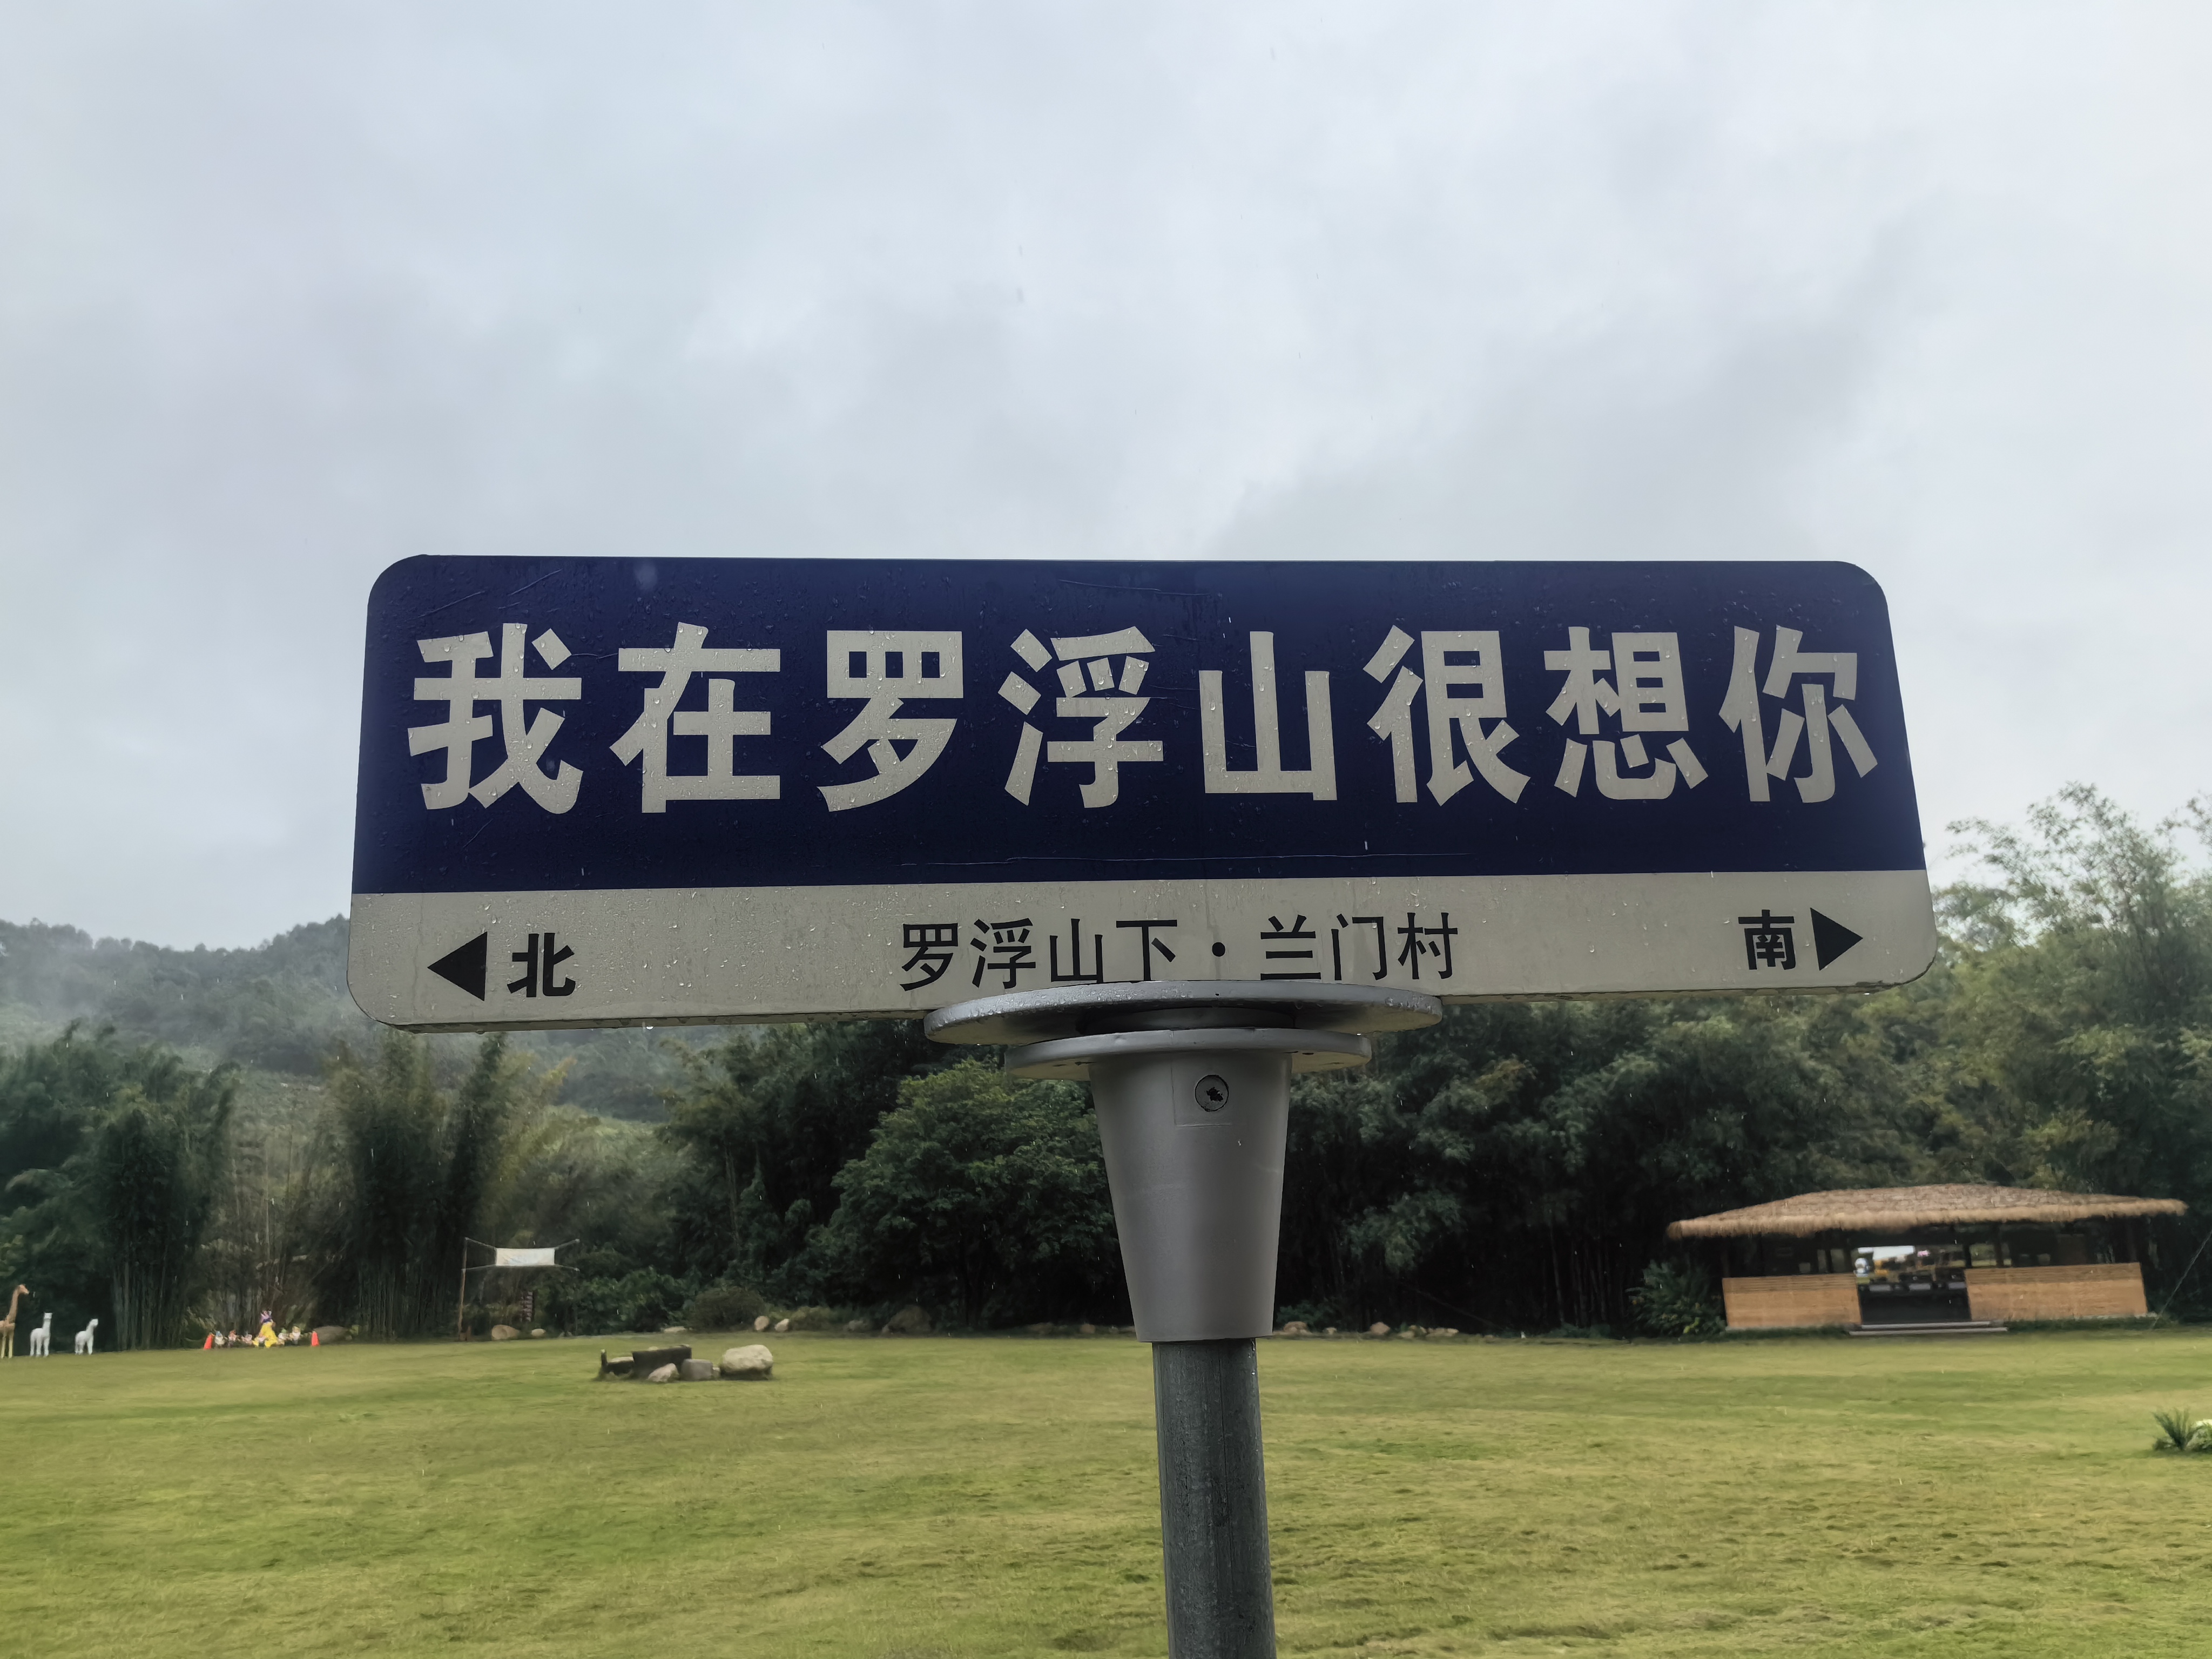 我在罗浮山很想你
北 罗浮山下·兰门村 南